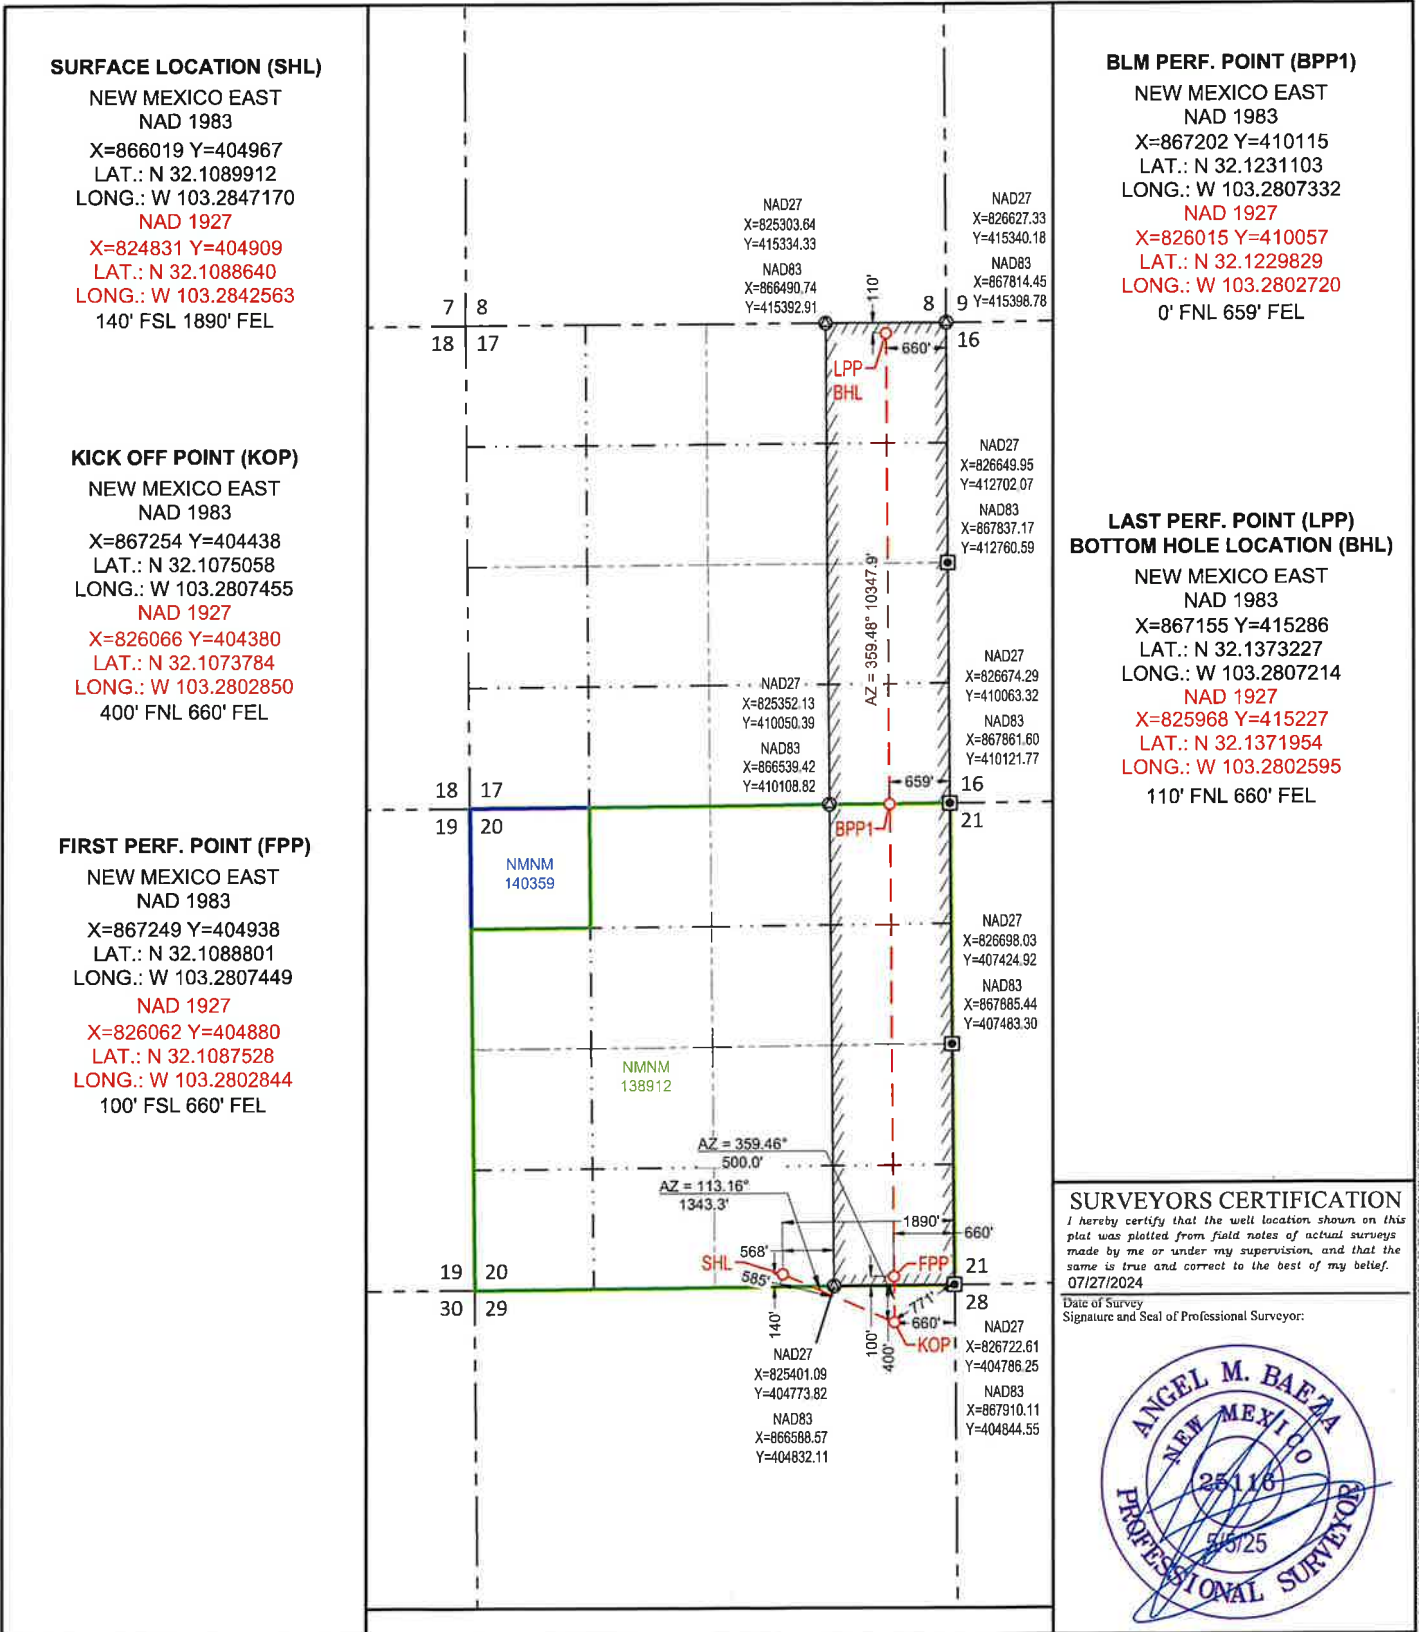 SURFACE LOCATION (SHL)
NEW MEXICO EAST
NAD 1983
X=866019 Y=404967
LAT.: N 32.1089912
LONG.: W 103.2847170
NAD 1927
X=824831 Y=404909
LAT.: N 32.1088640
LONG.: W 103.2842563
140' FSL 1890' FEL
KICK OFF POINT (KOP)
NEW MEXICO EAST
NAD 1983
X=867254 Y=404438
LAT.: N 32.1075058
LONG.: W 103.2807455
NAD 1927
X=826066 Y=404380
LAT.: N 32.1073784
LONG.: W 103.2802850
400' FNL 660' FEL
FIRST PERF. POINT (FPP)
NEW MEXICO EAST
NAD 1983
X=867249 Y=404938
LAT.: N 32.1088801
LONG.: W 103.2807449
NAD 1927
X=826062 Y=404880
LAT.: N 32.1087528
LONG.: W 103.2802844
100' FSL 660' FEL
NAD27
X=825303.64
Y=415334.33
NAD83
X=866490.74
Y=415392.91
NAD27
X=826627.33
Y=415340.18
NAD83
X=867814.45
Y=415398.78
110'
7 8
18 17
8 9
16
660'
LPP
BHL
NAD27
X=826649.95
Y=412702.07
NAD83
X=867837.17
Y=412760.59
AZ = 359.48° 10347.9'
NAD27
X=825352.13
Y=410050.39
NAD83
X=866539.42
Y=410108.82
NAD27
X=826674.29
Y=410063.32
NAD83
X=867861.60
Y=410121.77
18 17
19 20
659'
16
21
BPP1
NMNM
140359
NAD27
X=826698.03
Y=407424.92
NAD83
X=867885.44
Y=407483.30
NMNM
138912
AZ = 359.46°
500.0'
AZ = 113.16°
1343.3'
1890'
660'
568'
SHL
585'
FPP
19 20
30 29
21
28
140'
100'
400'
771'
660'
KOP
NAD27
X=825401.09
Y=404773.82
NAD83
X=866588.57
Y=404832.11
NAD27
X=826722.61
Y=404786.25
NAD83
X=867910.11
Y=404844.55
BLM PERF. POINT (BPP1)
NEW MEXICO EAST
NAD 1983
X=867202 Y=410115
LAT.: N 32.1231103
LONG.: W 103.2807332
NAD 1927
X=826015 Y=410057
LAT.: N 32.1229829
LONG.: W 103.2802720
0' FNL 659' FEL
LAST PERF. POINT (LPP)
BOTTOM HOLE LOCATION (BHL)
NEW MEXICO EAST
NAD 1983
X=867155 Y=415286
LAT.: N 32.1373227
LONG.: W 103.2807214
NAD 1927
X=825968 Y=415227
LAT.: N 32.1371954
LONG.: W 103.2802595
110' FNL 660' FEL
SURVEYORS CERTIFICATION
I hereby certify that the well location shown on this
plat was plotted from field notes of actual surveys
made by me or under my supervision, and that the
same is true and correct to the best of my belief.
07/27/2024
Date of Survey
Signature and Seal of Professional Surveyor:
ANGEL M. BAEZA
NEW MEXICO
25116
5/5/25
PROFESSIONAL SURVEYOR